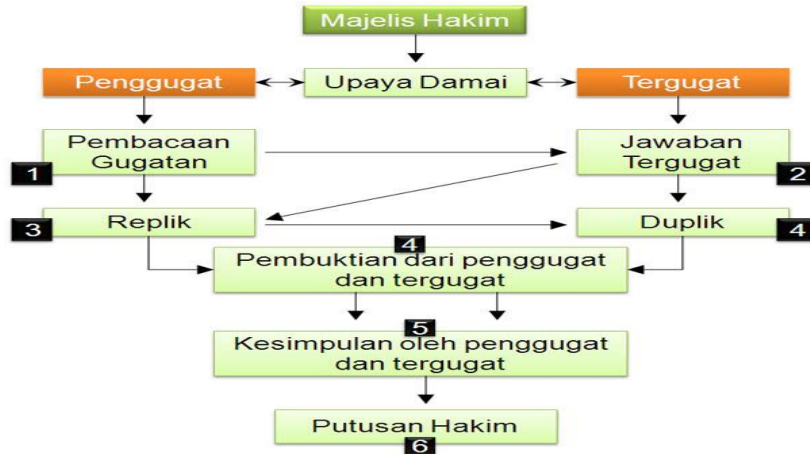 Majelis Hakim
Penggugat
Upaya Damai
Tergugat
Pembacaan
Gugatan
1
Jawaban
Tergugat
2
Replik
3
Duplik
4
4
Pembuktian dari penggugat
dan tergugat
5
Kesimpulan oleh penggugat
dan tergugat
Putusan Hakim
6